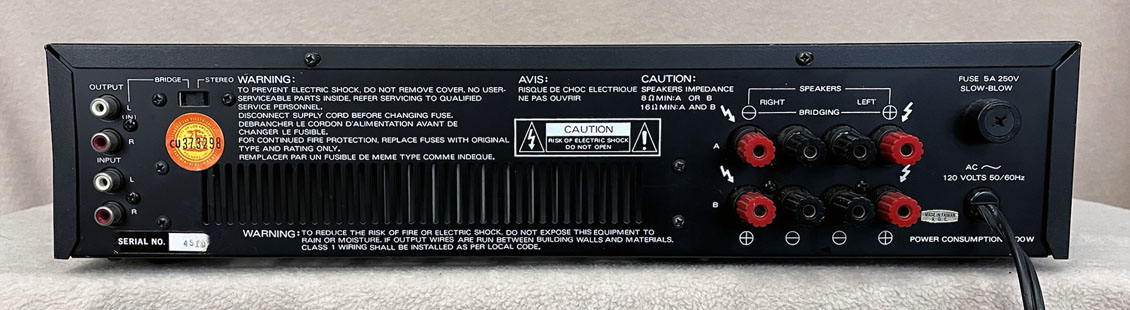 OUTPUT
L
(IN)
R
INPUT
L
R
SERIAL NO.
BRIDGE
STEREO
CU373298
WARNING:
TO PREVENT ELECTRIC SHOCK, DO NOT REMOVE COVER, NO USER-
SERVICEABLE PARTS INSIDE, REFER SERVICING TO QUALIFIED
SERVICE PERSONEL.
DISCONNECT SUPPLY CORD BEFORE CHANGING FUSE.
DEBRANCHER LE CORDON D'ALIMENTATION AVANT DE
CHANGER LE FUSIBLE.
FOR CONTINUED FIRE PROTECTION, REPLACE FUSES WITH ORIGINAL
TYPE AND RATING ONLY.
REMPLACER PAR UN FUSIBLE DE MEME TYPE COMME INDEQUE.
WARNING: TO REDUCE THE RISK OF FIRE OR ELECTRIC SHOCK, DO NOT EXPOSE THIS EQUIPMENT TO
RAIN OR MOISTURE. IF OUTPUT WIRES ARE RUN BETWEEN BUILDING WALLS AND MATERIALS,
CLASS 1 WIRING SHALL BE INSTALLED AS PER LOCAL CODE.
AVIS:
RISQUE DE CHOC ELECTRIQUE
NE PAS OUVRIR
CAUTION
RISK OF ELECTRIC SHOCK
DO NOT OPEN
CAUTION:
SPEAKERS IMPEDANCE
8 Ω MIN: A OR B
16 Ω MIN: A AND B
SPEAKERS
RIGHT
LEFT
⊖ BRIDGING ⊕
A
B
⊕ ⊖ ⊖ ⊕
FUSE 5A 250V
SLOW-BLOW
AC ~
120 VOLTS 50/60Hz
MADE IN TAIWAN
R.O.C.
POWER CONSUMPTION